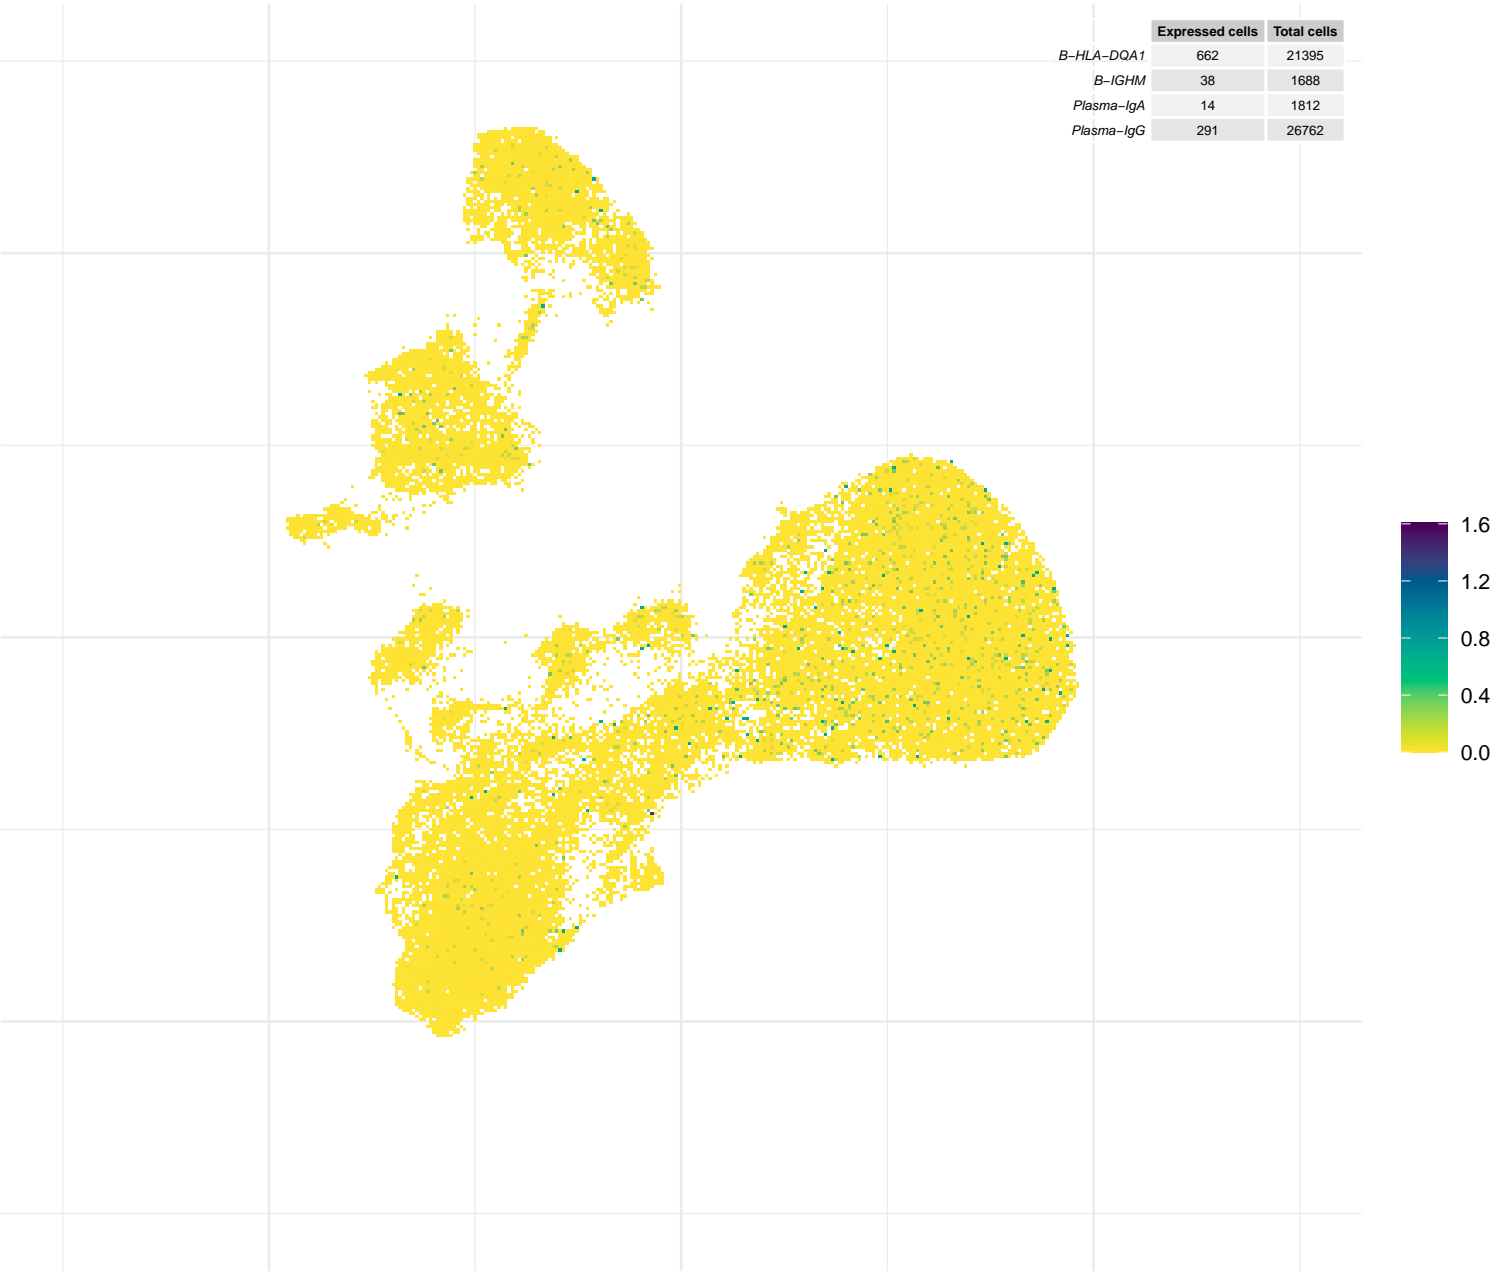 Expressed cells Total cells
B-HLA-DQA1 662 21395
B-IGHM 38 1688
Plasma-IgA 14 1812
Plasma-IgG 291 26762
1.6
1.2
0.8
0.4
0.0